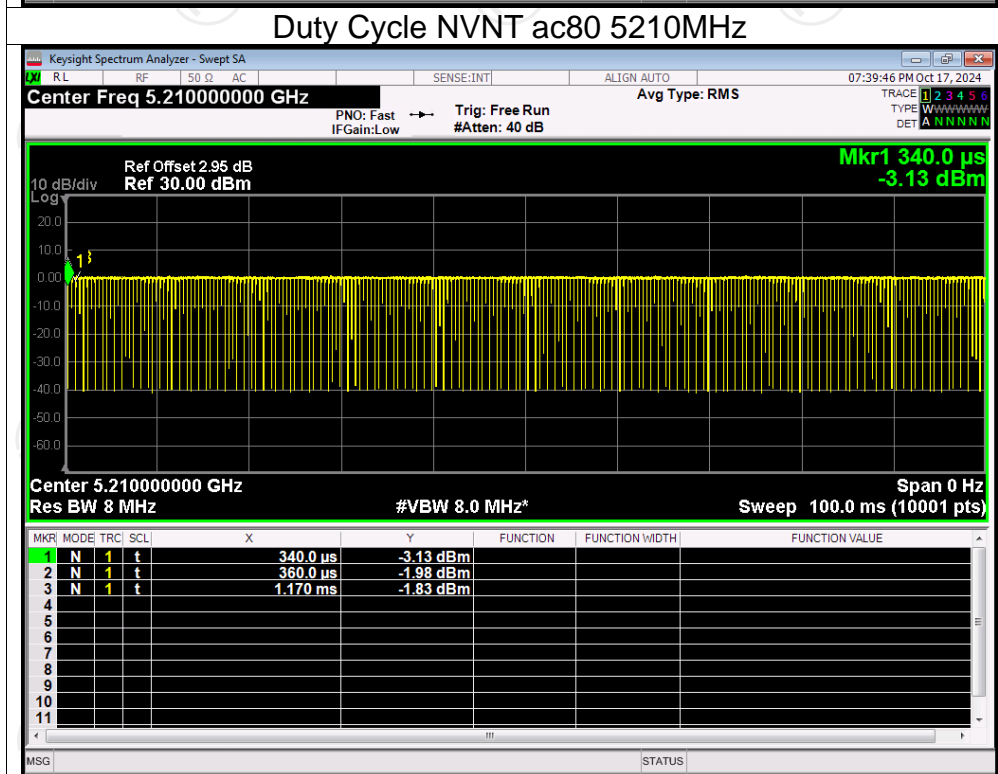 Duty Cycle NVNT ac80 5210MHz
Keysight Spectrum Analyzer - Swept SA
LXI RL RF 50 Ω AC SENSE:INT ALIGN AUTO 07:39:46 PM Oct 17, 2024
Center Freq 5.210000000 GHz Avg Type: RMS TRACE 1 2 3 4 5 6
PNO: Fast Trig: Free Run TYPE WWWWWW
IFGain:Low #Atten: 40 dB DET A N N N N N
Mkr1 340.0 µs
Ref Offset 2.95 dB
10 dB/div Ref 30.00 dBm -3.13 dBm
Log
20.0
10.0
1 3
0.00
-10.0
-20.0
-30.0
-40.0
-50.0
-60.0
Center 5.210000000 GHz Span 0 Hz
Res BW 8 MHz #VBW 8.0 MHz* Sweep 100.0 ms (10001 pts)
MKR MODE TRC SCL X Y FUNCTION FUNCTION WIDTH FUNCTION VALUE
1 N 1 t 340.0 µs -3.13 dBm
2 N 1 t 360.0 µs -1.98 dBm
3 N 1 t 1.170 ms -1.83 dBm
4
5
6
7
8
9
10
11
MSG STATUS